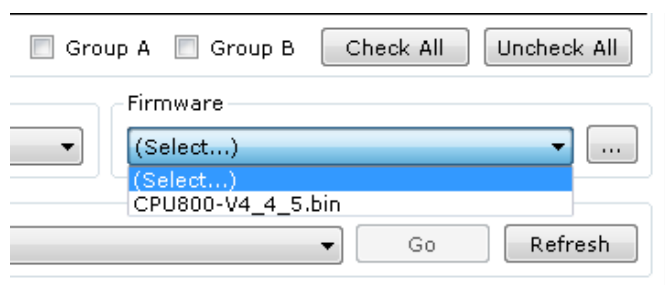 Group A Group B Check All Uncheck All
Firmware
(Select...) ...
(Select...)
CPU800-V4_4_5.bin
Go Refresh